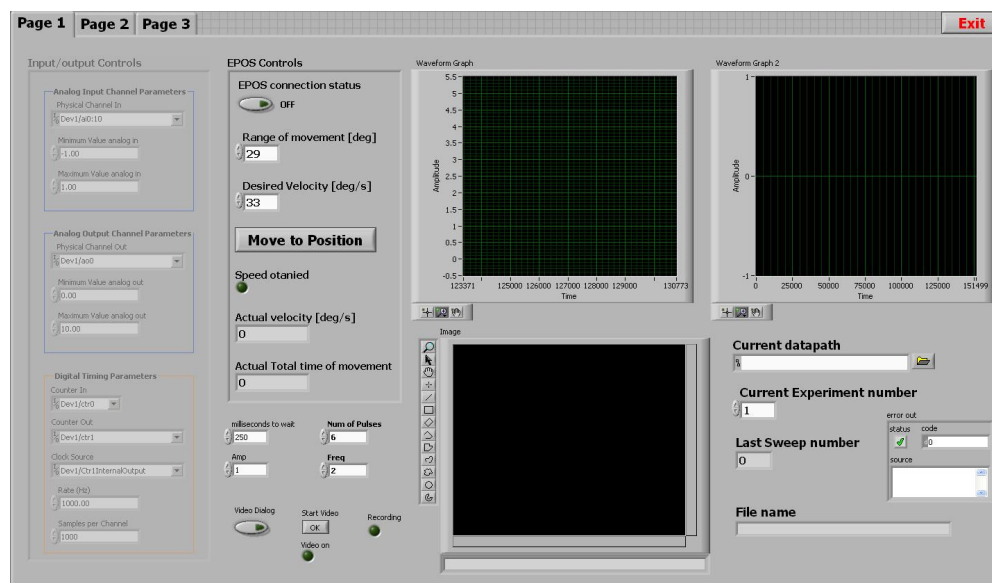 Page 1 Page 2 Page 3 Exit
Input/output Controls
Analog Input Channel Parameters
Physical Channel In
Dev1/ai0:10
Minimum Value analog in
-1.00
Maximum Value analog in
1.00
Analog Output Channel Parameters
Physical Channel Out
Dev1/ao0
Minimum Value analog out
0.00
Maximum Value analog out
10.00
Digital Timing Parameters
Counter In
Dev1/ctr0
Counter Out
Dev1/ctr1
Clock Source
Dev1/Ctr1InternalOutput
Rate (Hz)
1000.00
Samples per Channel
1000
EPOS Controls
EPOS connection status
OFF
Range of movement [deg]
29
Desired Velocity [deg/s]
33
Move to Position
Speed otanied
Actual velocity [deg/s]
0
Actual Total time of movement
0
miliseconds to wait
250
Num of Pulses
6
Amp
1
Freq
2
Video Dialog
Start Video
OK
Recording
Video on
Waveform Graph
Amplitude
5.5
5
4.5
4
3.5
3
2.5
2
1.5
1
0.5
0
-0.5
123371 125000 126000 127000 128000 129000 130773
Time
Waveform Graph 2
Amplitude
1
0
-1
0 25000 50000 75000 100000 125000 151499
Time
Image
Current datapath
Current Experiment number
1
Last Sweep number
0
error out
status code
0
source
File name